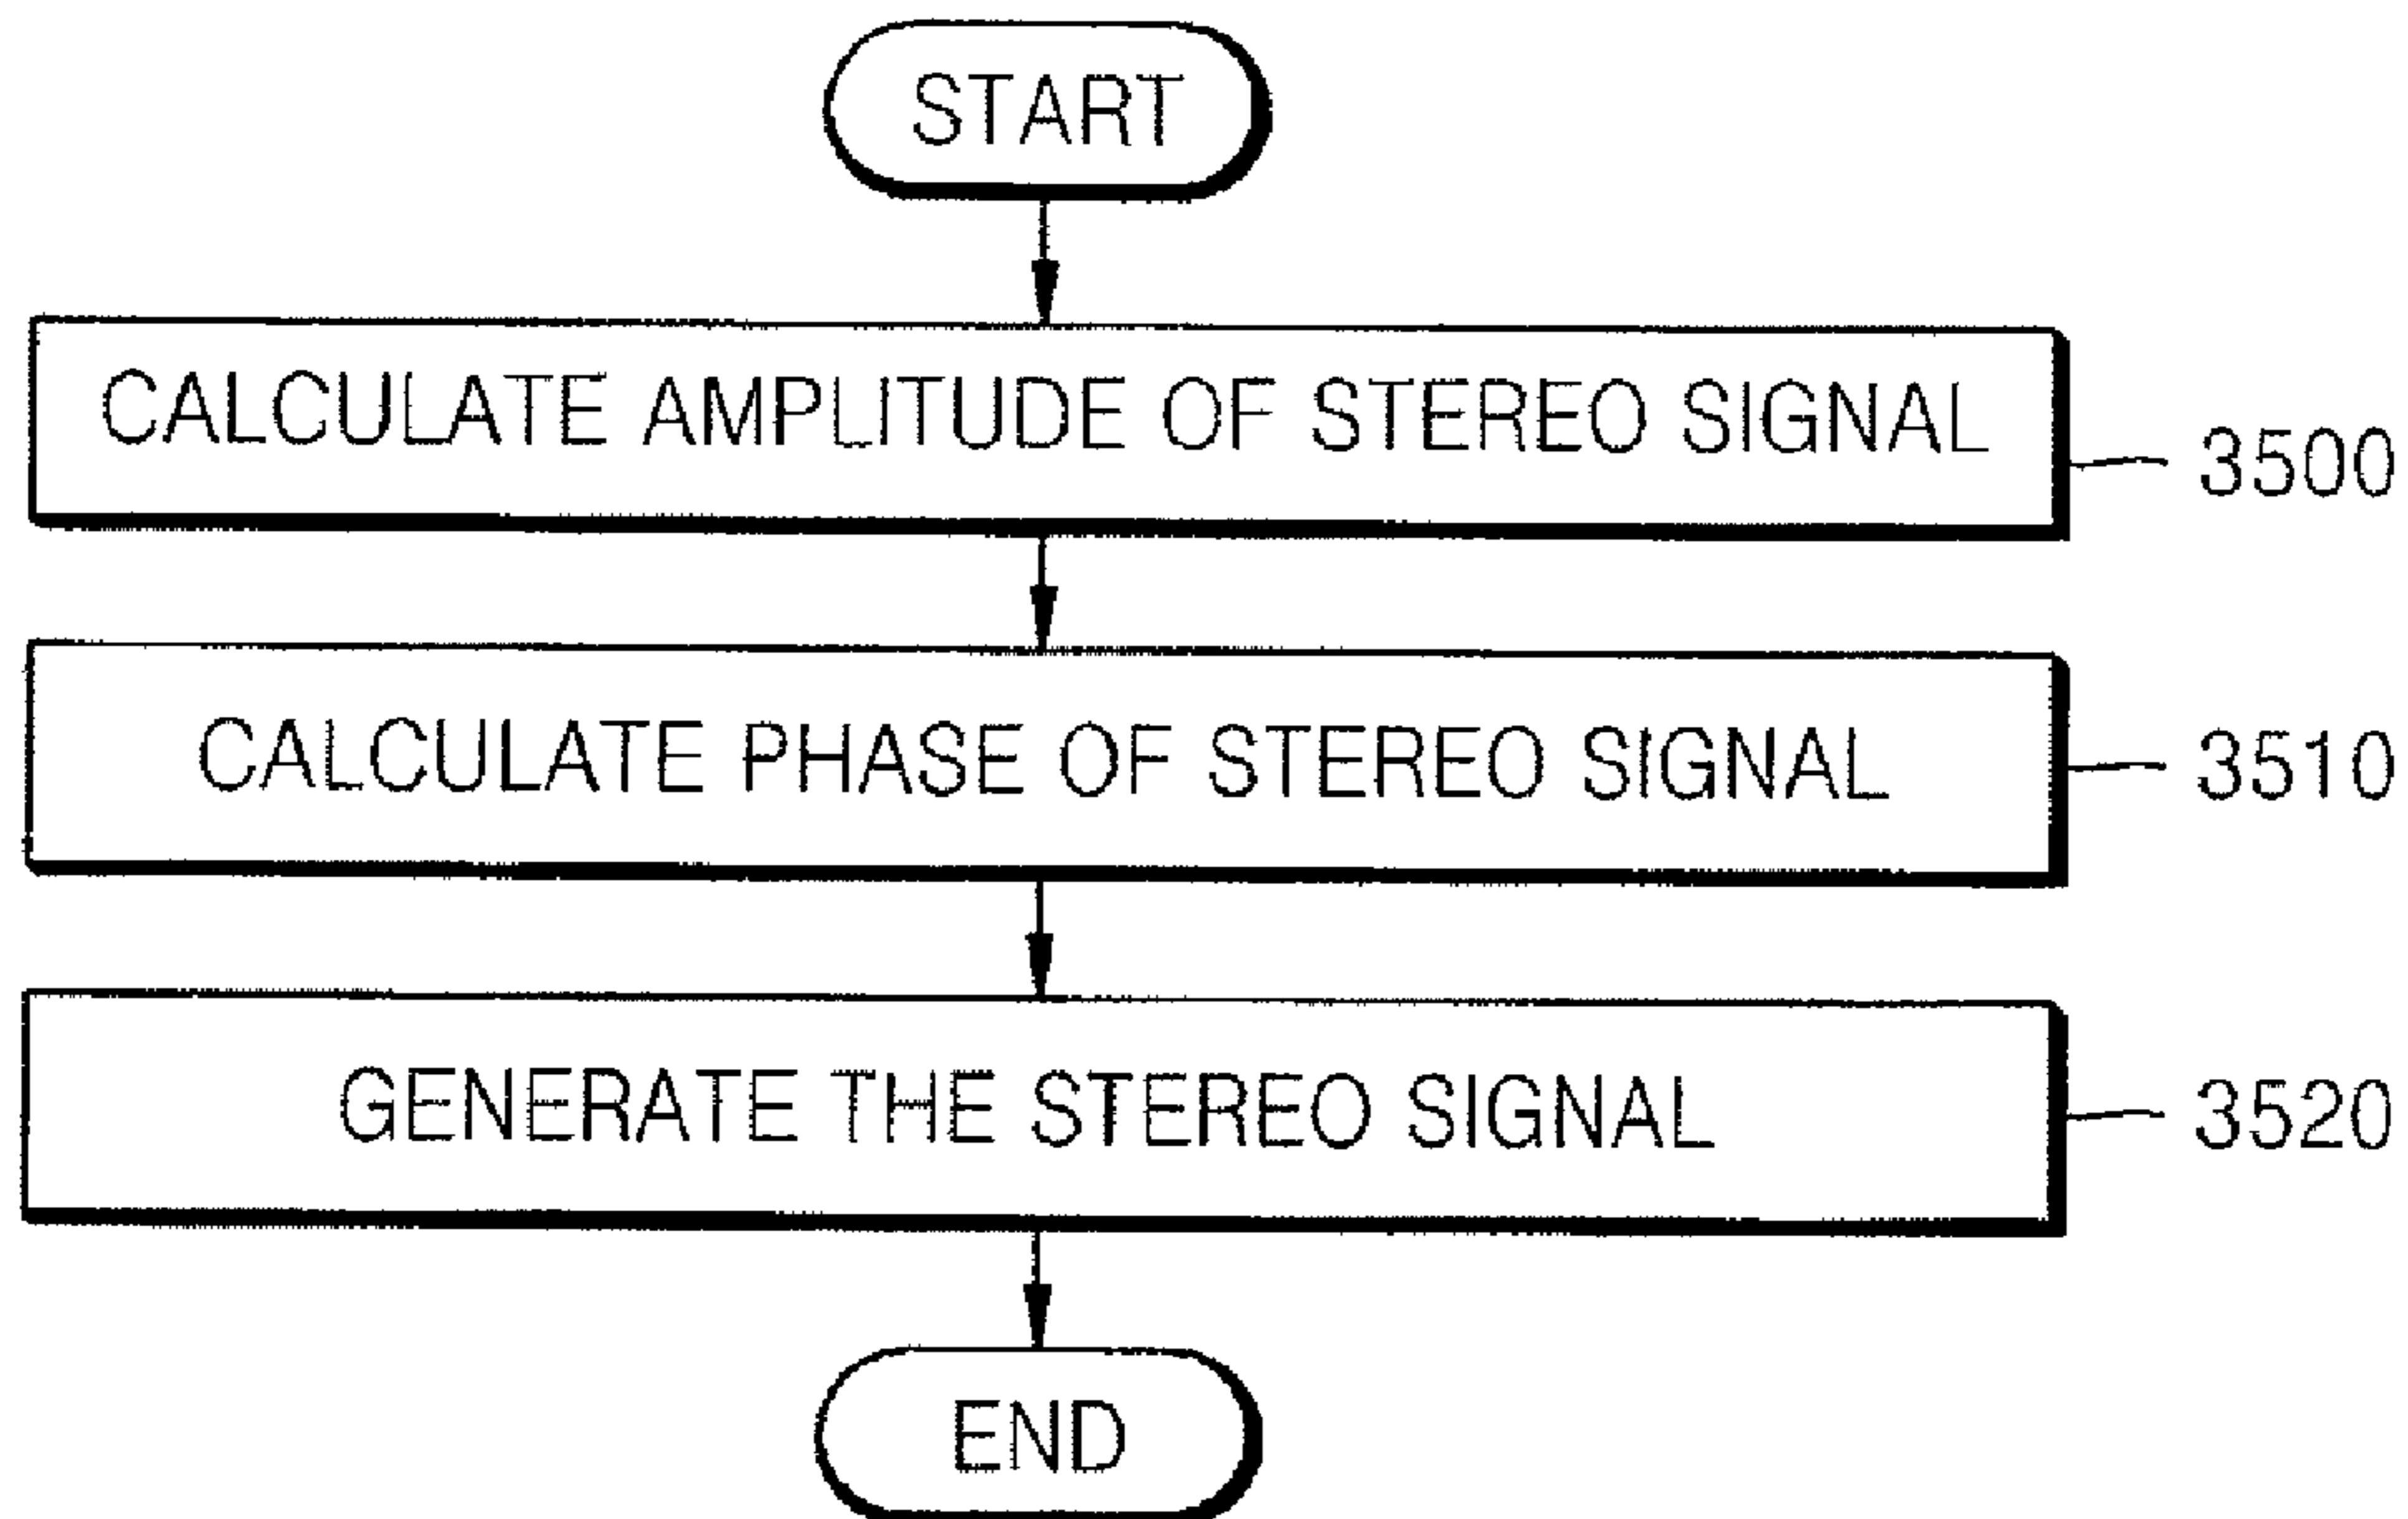 START
CALCULATE AMPLITUDE OF STEREO SIGNAL
3500
CALCULATE PHASE OF STEREO SIGNAL
3510
GENERATE THE STEREO SIGNAL
3520
END